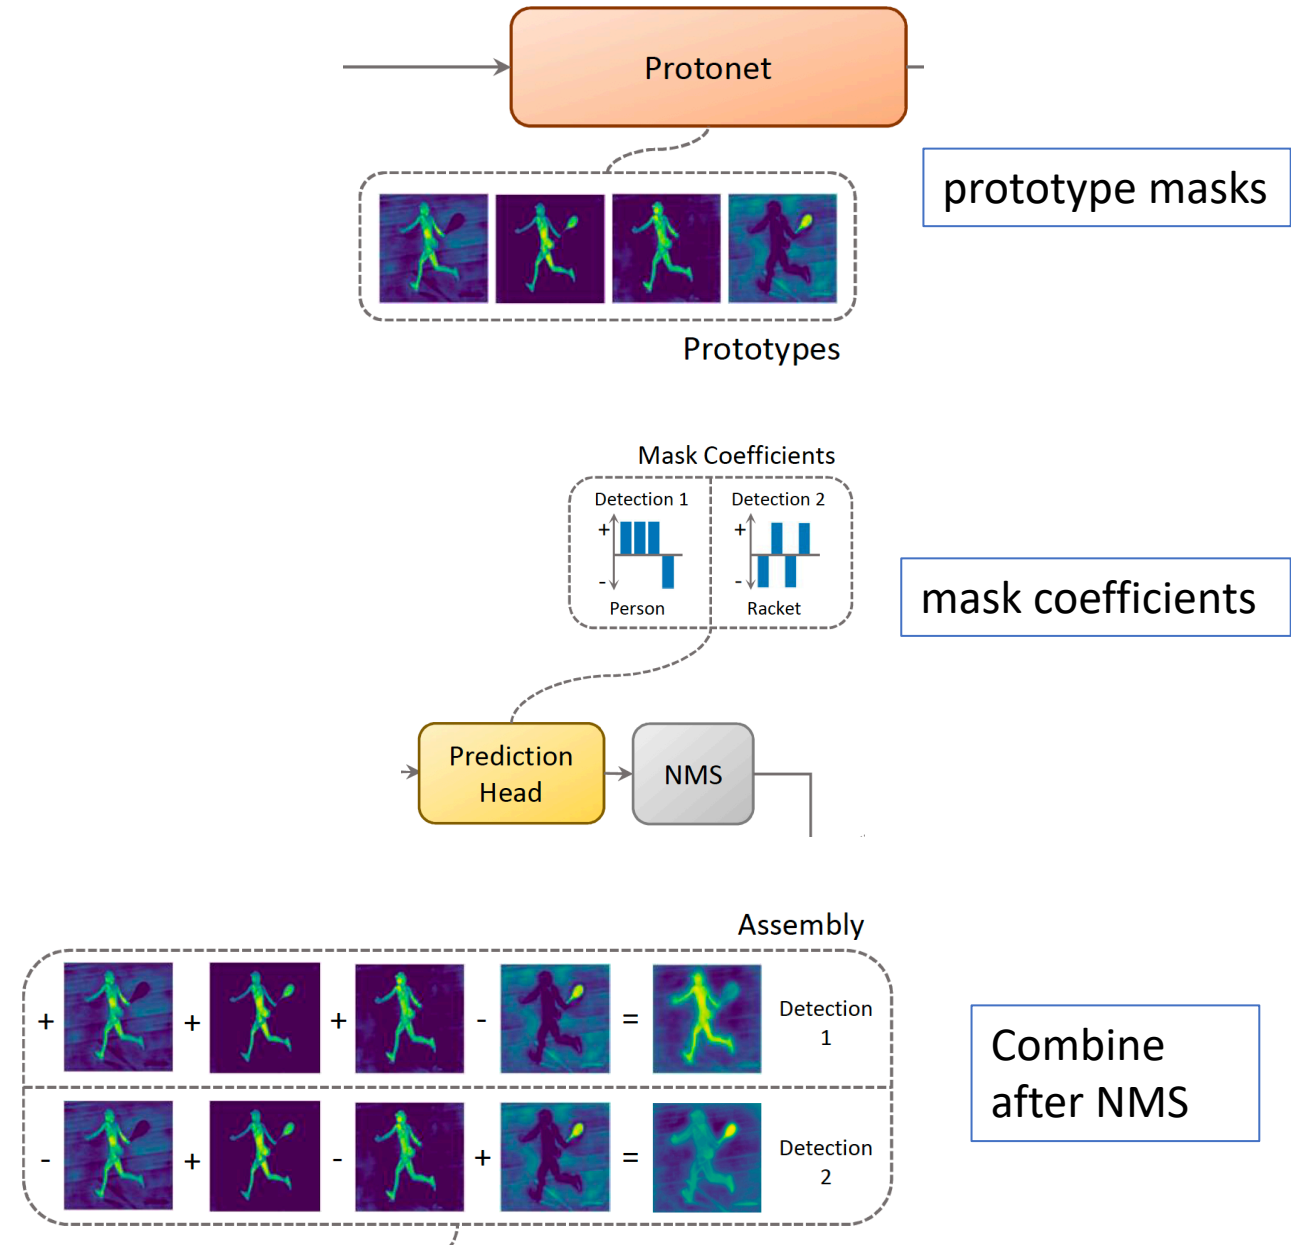 Protonet
prototype masks
Prototypes
Mask Coefficients
Detection 1
Detection 2
+
+
-
-
Person
Racket
mask coefficients
Prediction
Head
NMS
Assembly
+ + + - = Detection
1
- + - + = Detection
2
Combine
after NMS